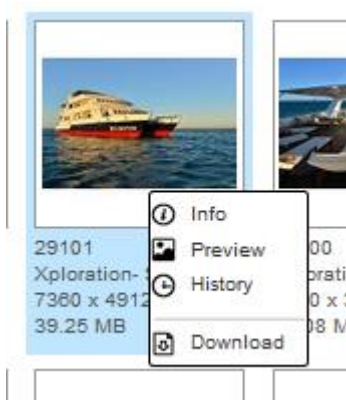 29101
Xploration-
7360 x 4912
39.25 MB
Info
Preview
History
Download